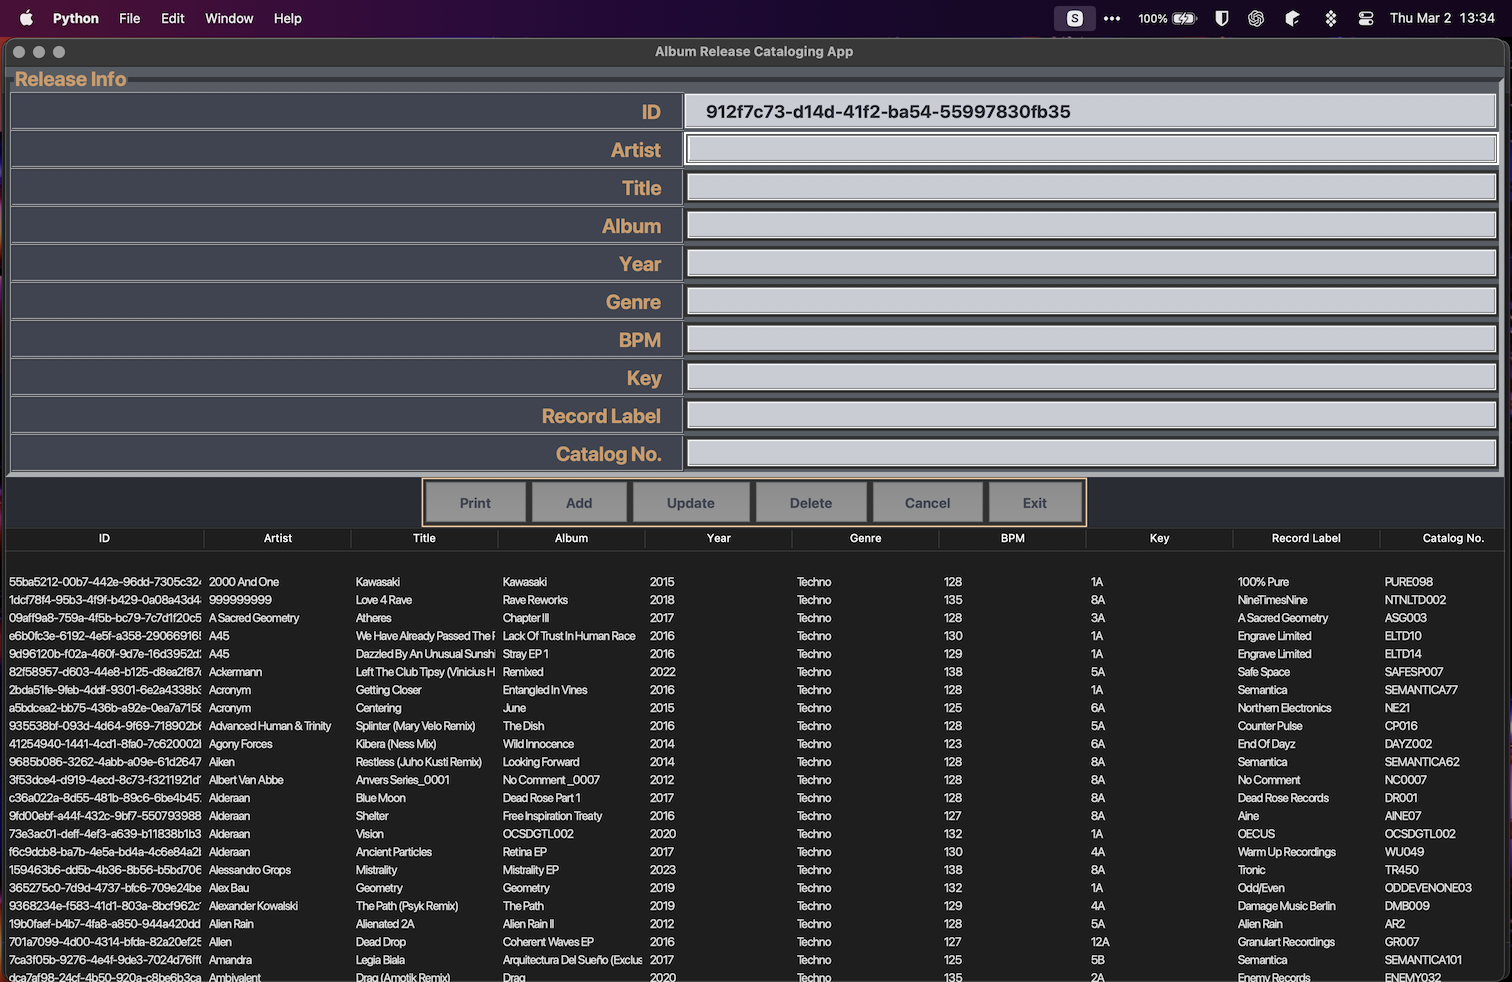 Python File Edit Window Help S 100% Thu Mar 2 13:34
Album Release Cataloging App
Release Info
ID 912f7c73-d14d-41f2-ba54-55997830fb35
Artist
Title
Album
Year
Genre
BPM
Key
Record Label
Catalog No.
Print Add Update Delete Cancel Exit
ID Artist Title Album Year Genre BPM Key Record Label Catalog No.
55ba5212-00b7-442e-96dd-7305c324 2000 And One Kawasaki Kawasaki 2015 Techno 128 1A 100% Pure PURE098
1dcf78f4-95b3-4f9f-b429-0a08a43d4 999999999 Love 4 Rave Rave Reworks 2018 Techno 135 8A NineTimesNine NTNLTD002
09aff9a8-759a-4f5b-bc79-7c7d1f20c5 A Sacred Geometry Atheres Chapter III 2017 Techno 128 3A A Sacred Geometry ASG003
e6b0fc3e-6192-4e5f-a358-29066916 A45 We Have Already Passed The Lack Of Trust In Human Race 2016 Techno 130 1A Engrave Limited ELTD10
9d96120b-f02a-460f-9d7e-16d3952d A45 Dazzled By An Unusual Sunshi Stray EP 1 2016 Techno 129 1A Engrave Limited ELTD14
82f58957-d603-44e8-b125-d8ea2f87 Ackermann Left The Club Tipsy (Vinicius H Remixed 2022 Techno 138 5A Safe Space SAFESP007
2bda51fe-9feb-4ddf-9301-6e2a4338b Acronym Getting Closer Entangled In Vines 2016 Techno 128 1A Semantica SEMANTICA77
a5bdcea2-bb75-436b-a92e-0ea7a715 Acronym Centering June 2015 Techno 125 6A Northern Electronics NE21
935538bf-093d-4d64-9f69-718902b Advanced Human & Trinity Splinter (Mary Velo Remix) The Dish 2016 Techno 128 5A Counter Pulse CP016
41254940-1441-4cd1-8fa0-7c620002 Agony Forces Kibera (Ness Mix) Wild Innocence 2014 Techno 123 6A End Of Dayz DAYZ002
9685b086-3262-4abb-a09e-61d2647 Aiken Restless (Juho Kusti Remix) Looking Forward 2014 Techno 128 8A Semantica SEMANTICA62
3f53dce4-d919-4ecd-8c73-f3211921d Albert Van Abbe Anvers Series_0001 No Comment _0007 2012 Techno 128 8A No Comment NC0007
c36a022a-8d55-481b-89c6-6be4b45 Alderaan Blue Moon Dead Rose Part 1 2017 Techno 128 8A Dead Rose Records DR001
9fd00ebf-a44f-432c-9bf7-550793988 Alderaan Shelter Free Inspiration Treaty 2016 Techno 127 8A Aine AINE07
73e3ac01-deff-4ef3-a639-b11838b1b3 Alderaan Vision OCSDGTL002 2020 Techno 132 1A OECUS OCSDGTL002
f6c9dcb8-ba7b-4e5a-bd4a-4c6e84a2 Alderaan Ancient Particles Retina EP 2017 Techno 130 4A Warm Up Recordings WU049
159463b6-dd5b-4b36-8b56-b5bd706 Alessandro Grops Mistrality Mistrality EP 2023 Techno 138 8A Tronic TR450
365275c0-7d9d-4737-bfc6-709e24be Alex Bau Geometry Geometry 2019 Techno 132 1A Odd/Even ODDEVENONE03
9368234e-f583-41d1-803a-8bcf962c Alexander Kowalski The Path (Psyk Remix) The Path 2019 Techno 129 4A Damage Music Berlin DMB009
19b0faef-b4b7-4fa8-a850-944a420dd Alien Rain Alienated 2A Alien Rain II 2012 Techno 128 5A Alien Rain AR2
701a7099-4d00-4314-bfda-82a20ef25 Allen Dead Drop Coherent Waves EP 2016 Techno 127 12A Granulart Recordings GR007
7ca3f05b-9276-4e4f-9de3-7024d76ff Amandra Legia Biala Arquitectura Del Sueño (Exclus 2017 Techno 125 5B Semantica SEMANTICA101
dca7af98-24cf-4b50-920a-c8be6b3ca Ambivalent Drag (Amotik Remix) Drag 2020 Techno 135 2A Enemy Records ENEMY032